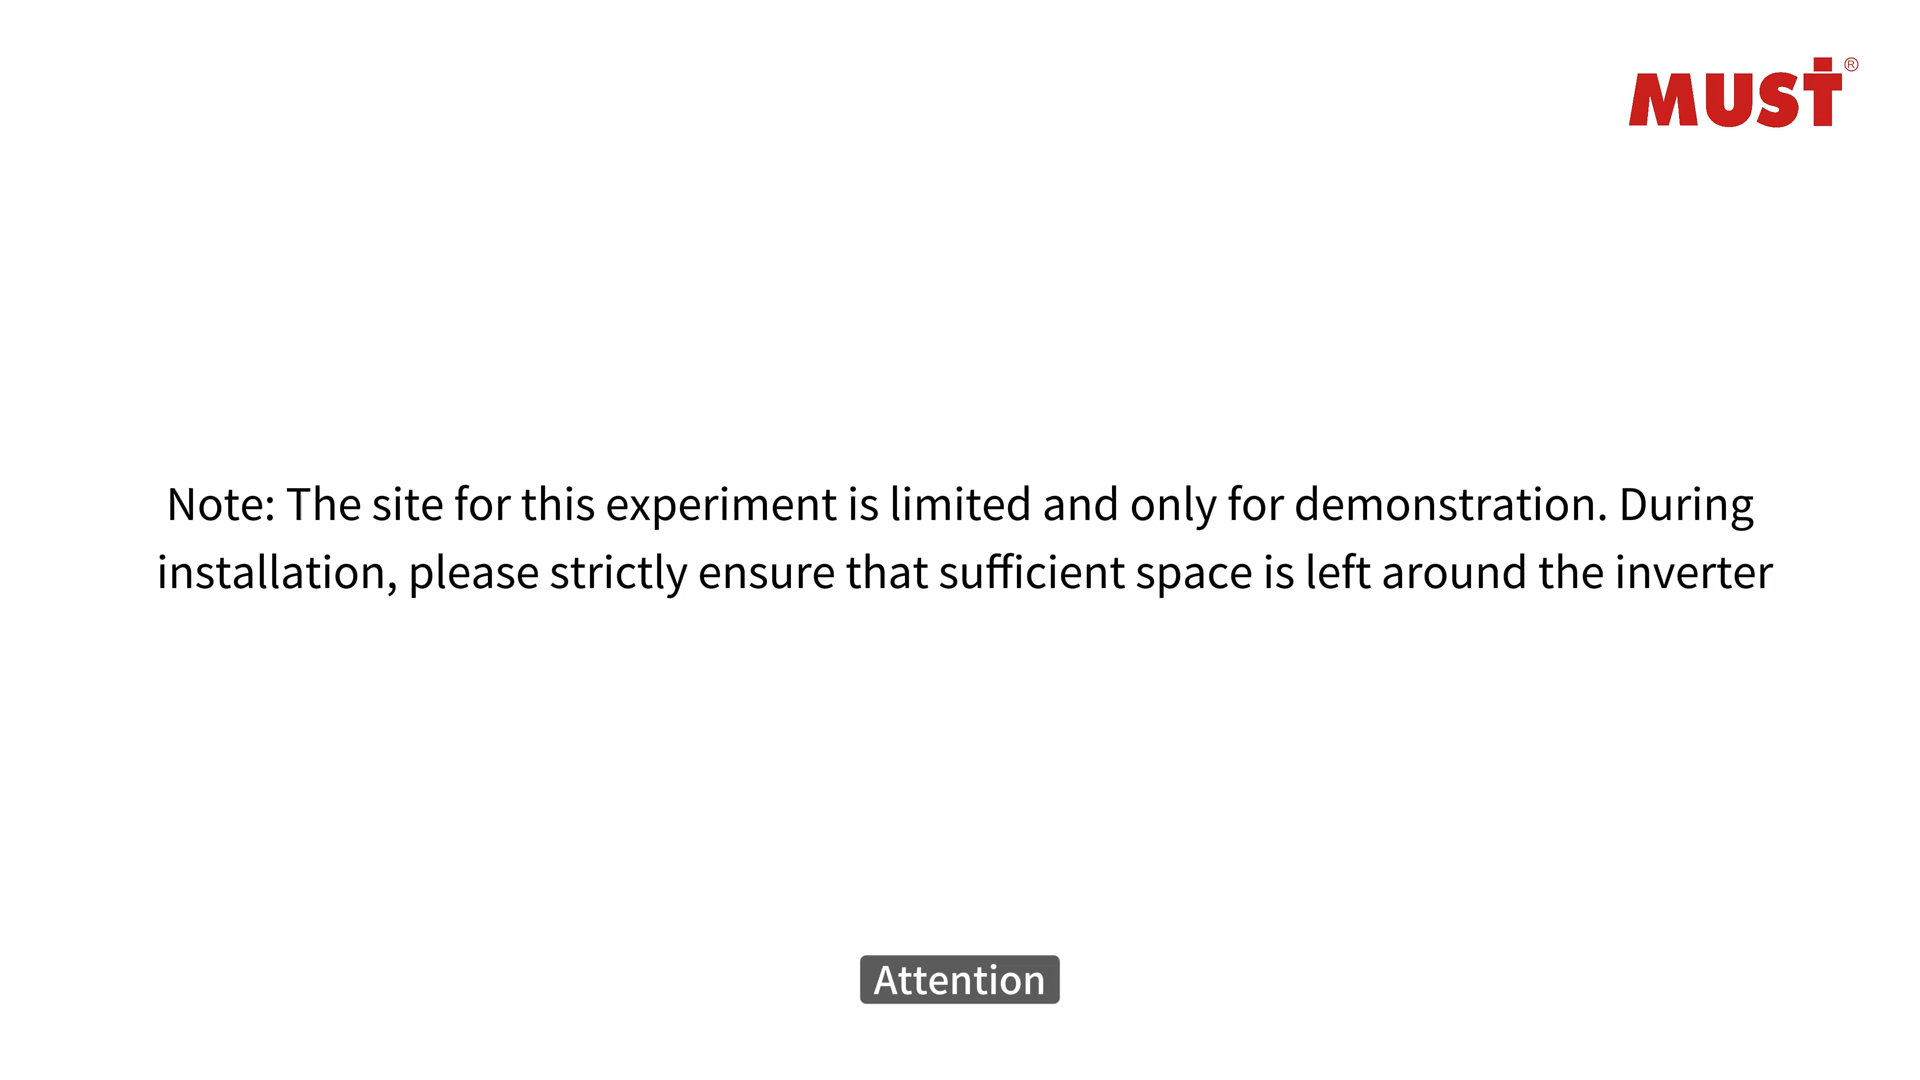 MUST®
Note: The site for this experiment is limited and only for demonstration. During
installation, please strictly ensure that sufficient space is left around the inverter
Attention